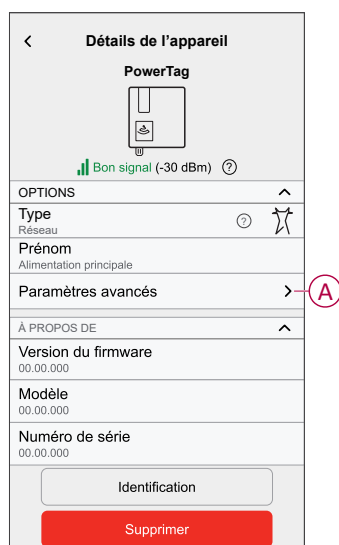 Détails de l'appareil
PowerTag
Bon signal (-30 dBm) ?
OPTIONS
Type
Réseau
?
Prénom
Alimentation principale
Paramètres avancés
A
À PROPOS DE
Version du firmware
00.00.000
Modèle
00.00.000
Numéro de série
00.00.000
Identification
Supprimer